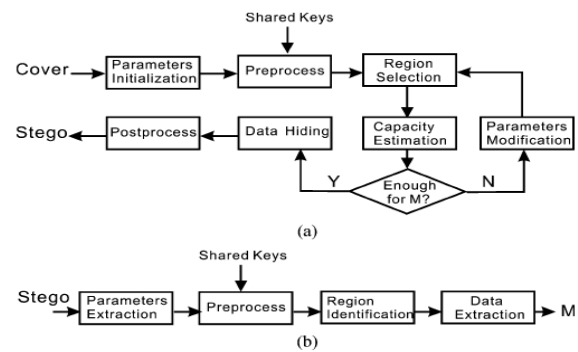 Shared Keys
Cover
Parameters
Initialization
Preprocess
Region
Selection
Stego
Postprocess
Data Hiding
Capacity
Estimation
Parameters
Modification
Y
Enough
for M?
N
(a)
Shared Keys
Stego
Parameters
Extraction
Preprocess
Region
Identification
Data
Extraction
M
(b)